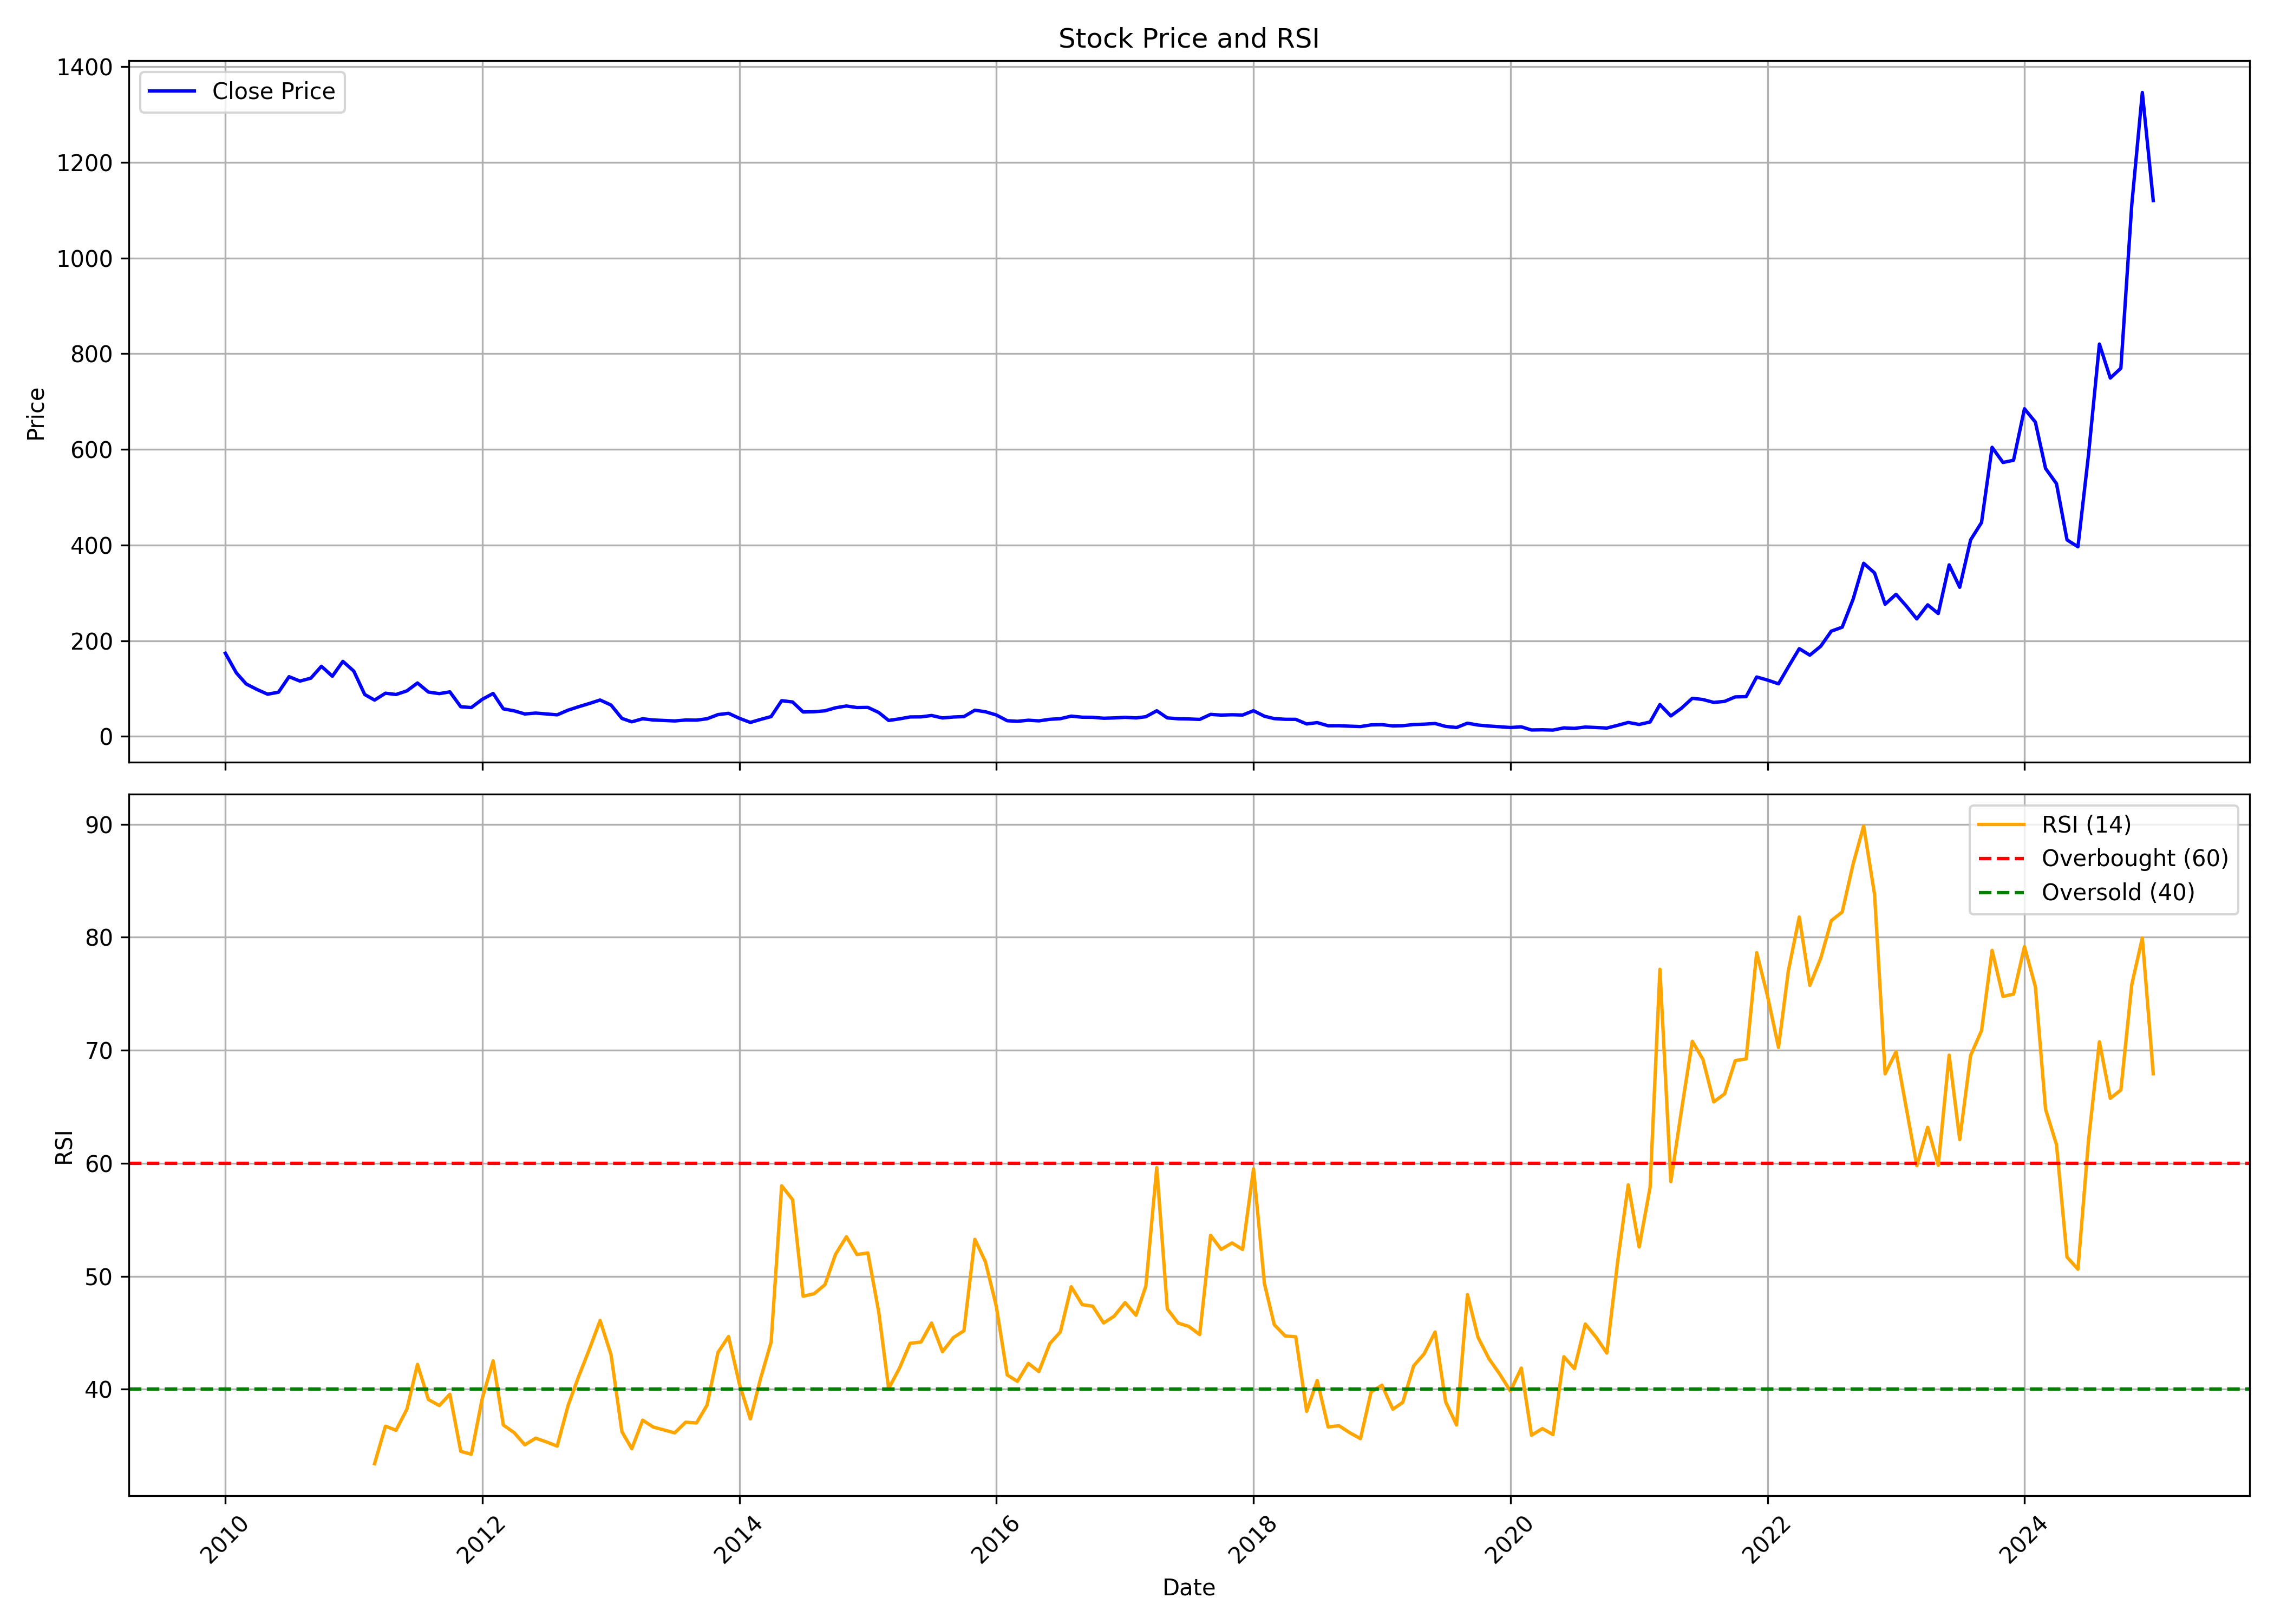 Stock Price and RSI
Close Price
1400
1200
1000
800
600
400
200
0
Price
RSI (14)
Overbought (60)
Oversold (40)
90
80
70
60
50
40
RSI
2010
2012
2014
2016
2018
2020
2022
2024
Date